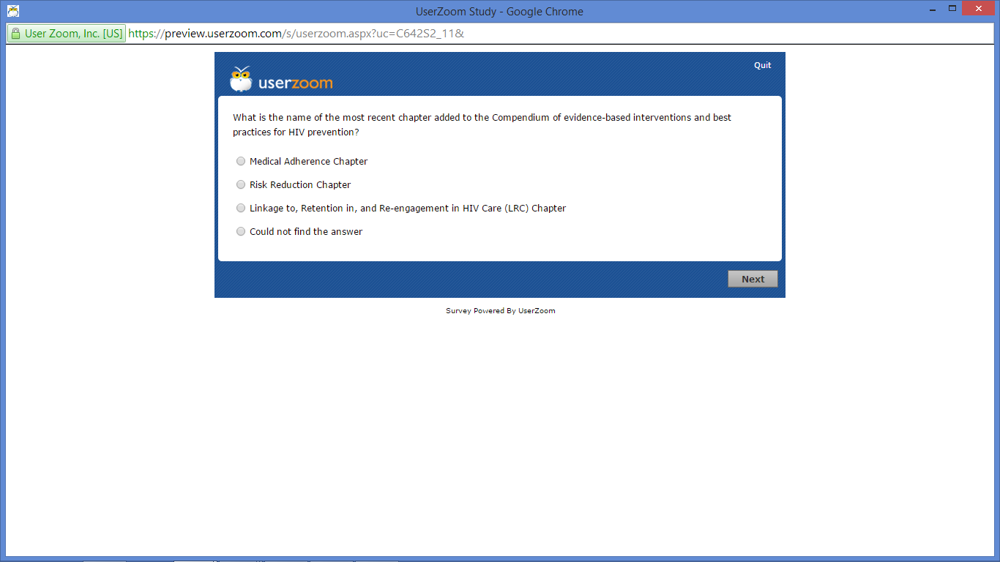 UserZoom Study - Google Chrome
User Zoom, Inc. [US] https://preview.userzoom.com/s/userzoom.aspx?uc=C642S2_11&
Quit
userzoom
What is the name of the most recent chapter added to the Compendium of evidence-based interventions and best
practices for HIV prevention?
Medical Adherence Chapter
Risk Reduction Chapter
Linkage to, Retention in, and Re-engagement in HIV Care (LRC) Chapter
Could not find the answer
Next
Survey Powered By UserZoom